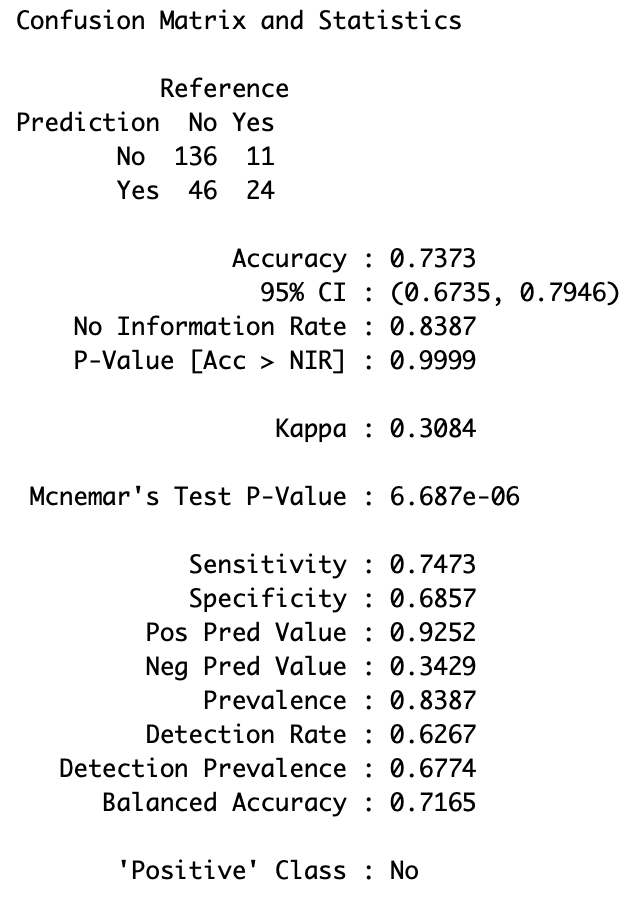 Confusion Matrix and Statistics
Reference
Prediction No Yes
No 136 11
Yes 46 24
Accuracy : 0.7373
95% CI : (0.6735, 0.7946)
No Information Rate : 0.8387
P-Value [Acc > NIR] : 0.9999
Kappa : 0.3084
Mcnemar's Test P-Value : 6.687e-06
Sensitivity : 0.7473
Specificity : 0.6857
Pos Pred Value : 0.9252
Neg Pred Value : 0.3429
Prevalence : 0.8387
Detection Rate : 0.6267
Detection Prevalence : 0.6774
Balanced Accuracy : 0.7165
'Positive' Class : No